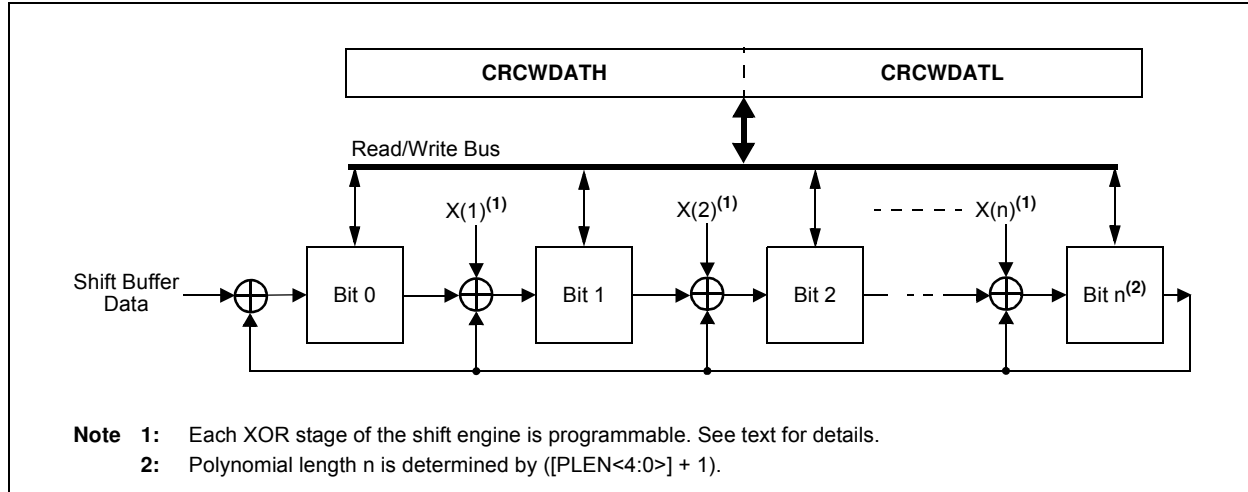 CRCWDATH CRCWDATL
Read/Write Bus
X(1)(1) X(2)(1) X(n)(1)
Shift Buffer
Data
Bit 0 Bit 1 Bit 2 Bit n(2)
Note 1: Each XOR stage of the shift engine is programmable. See text for details.
2: Polynomial length n is determined by ([PLEN<4:0>] + 1).